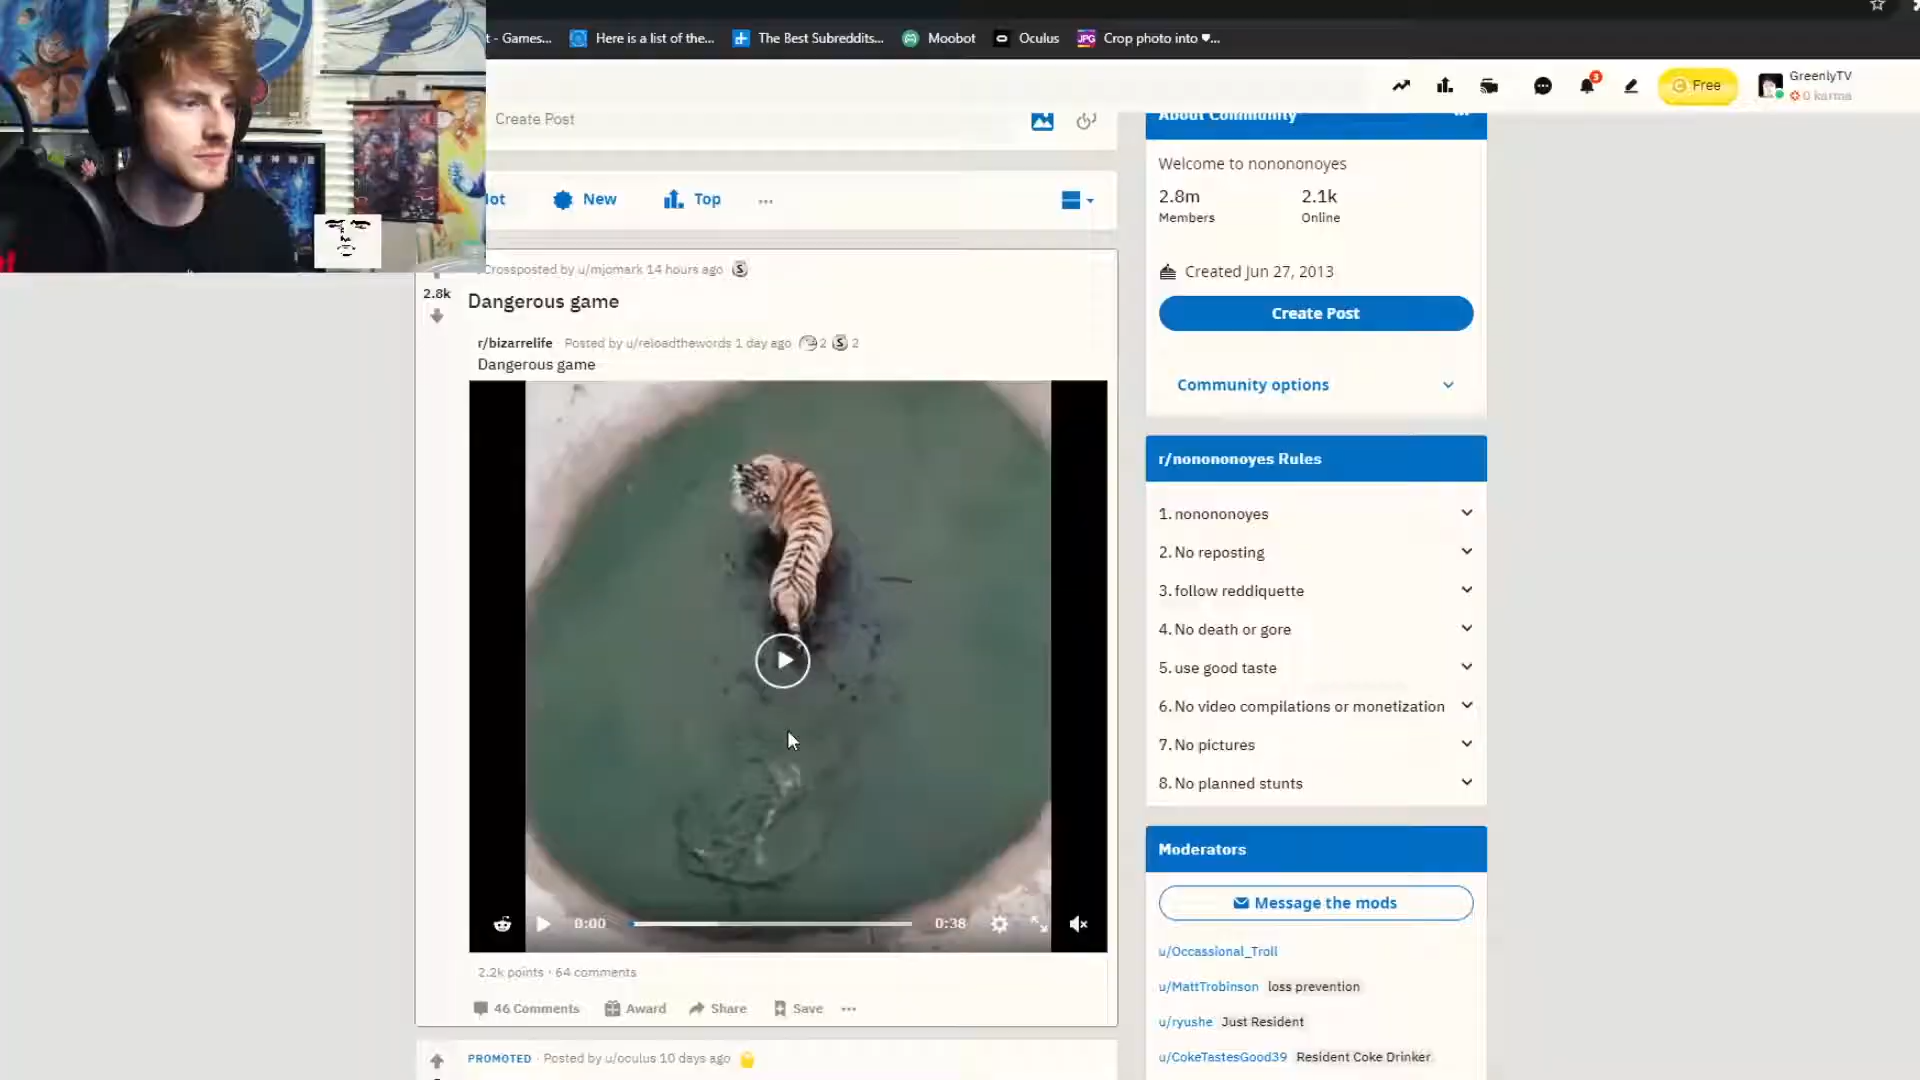 t - Games...
Here is a list of the...
The Best Subreddits...
Moobot
Oculus
JPG
Crop photo into ♥...
3
Free
GreenlyTV
0 karma
Create Post
lot
New
Top
...
Crossposted by u/mjomark 14 hours ago
S
2.8k
Dangerous game
r/bizarrelife · Posted by u/reloadthewords 1 day ago 2 S 2
Dangerous game
0:00
0:38
2.2k points · 64 comments
46 Comments
Award
Share
Save
...
PROMOTED · Posted by u/oculus 10 days ago
About Community
Welcome to nonononoyes
2.8m
2.1k
Members
Online
Created Jun 27, 2013
Create Post
Community options
r/nonononoyes Rules
1. nonononoyes
2. No reposting
3. follow reddiquette
4. No death or gore
5. use good taste
6. No video compilations or monetization
7. No pictures
8. No planned stunts
Moderators
Message the mods
u/Occassional_Troll
u/MattTrobinson loss prevention
u/ryushe Just Resident
u/CokeTastesGood39 Resident Coke Drinker